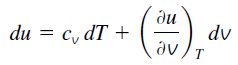 du = c_v dT + (∂u/∂v)_T dv